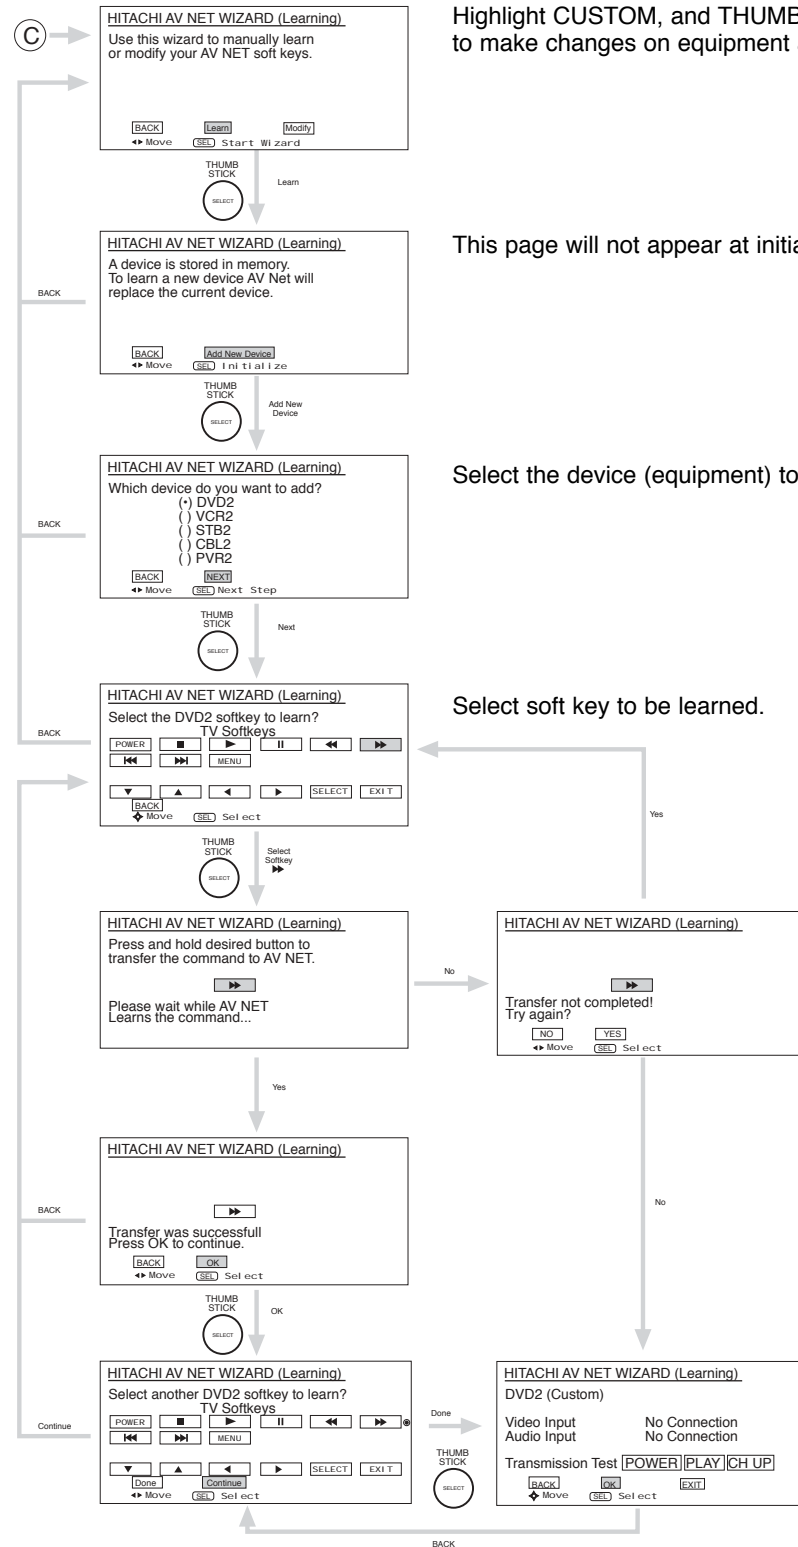 C
HITACHI AV NET WIZARD (Learning)
Use this wizard to manually learn
or modify your AV NET soft keys.
BACK Learn Modify
Move SEL Start Wizard
Highlight CUSTOM, and THUMB
to make changes on equipment
THUMB
STICK
SELECT
Learn
HITACHI AV NET WIZARD (Learning)
A device is stored in memory.
To learn a new device AV Net will
replace the current device.
BACK Add New Device
Move SEL Initialize
This page will not appear at initia
BACK
THUMB
STICK
SELECT
Add New
Device
HITACHI AV NET WIZARD (Learning)
Which device do you want to add?
(•) DVD2
( ) VCR2
( ) STB2
( ) CBL2
( ) PVR2
BACK NEXT
Move SEL Next Step
Select the device (equipment) to
BACK
THUMB
STICK
SELECT
Next
HITACHI AV NET WIZARD (Learning)
Select the DVD2 softkey to learn?
TV Softkeys
POWER
MENU
SELECT EXIT
BACK
Move SEL Select
Select soft key to be learned.
BACK
Yes
THUMB
STICK
SELECT
Select
Softkey
HITACHI AV NET WIZARD (Learning)
Press and hold desired button to
transfer the command to AV NET.
Please wait while AV NET
Learns the command...
No
HITACHI AV NET WIZARD (Learning)
Transfer not completed!
Try again?
NO YES
Move SEL Select
Yes
HITACHI AV NET WIZARD (Learning)
Transfer was successfull
Press OK to continue.
BACK OK
Move SEL Select
BACK
No
THUMB
STICK
SELECT
OK
HITACHI AV NET WIZARD (Learning)
Select another DVD2 softkey to learn?
TV Softkeys
POWER
MENU
SELECT EXIT
Done Continue
Move SEL Select
Continue
Done
THUMB
STICK
SELECT
HITACHI AV NET WIZARD (Learning)
DVD2 (Custom)
Video Input No Connection
Audio Input No Connection
Transmission Test POWER PLAY CH UP
BACK OK EXIT
Move SEL Select
BACK